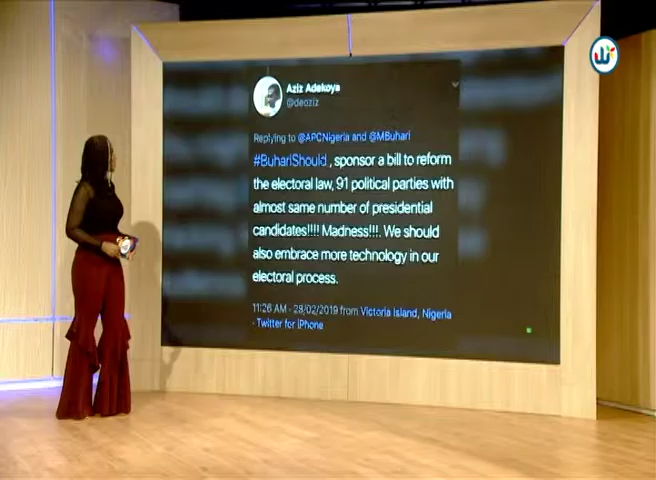 Aziz Adekoya
@deoziz
Replying to @APCNigeria and @MBuhari
#BuhariShould , sponsor a bill to reform
the electoral law, 91 political parties with
almost same number of presidential
candidates!!!! Madness!!!. We should
also embrace more technology in our
electoral process.
11:26 AM · 28/02/2019 from Victoria Island, Nigeria
· Twitter for iPhone